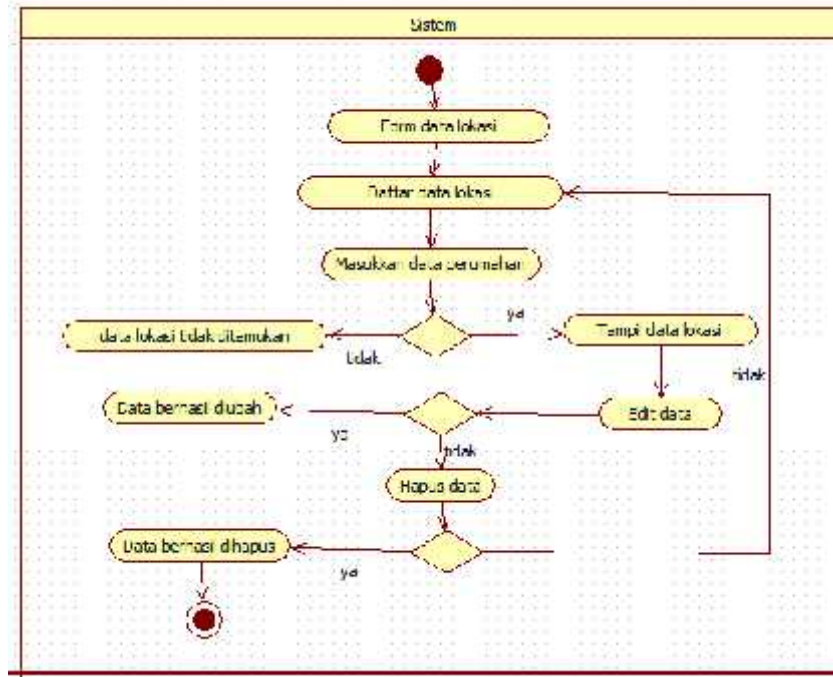 Sistem
Form data lokasi
Daftar data lokasi
Masukkan data perumahan
ya
data lokasi tidak ditemukan
Tampil data lokasi
tidak
tidak
Data berhasil diubah
Edit data
ya
tidak
Hapus data
Data berhasil dihapus
ya